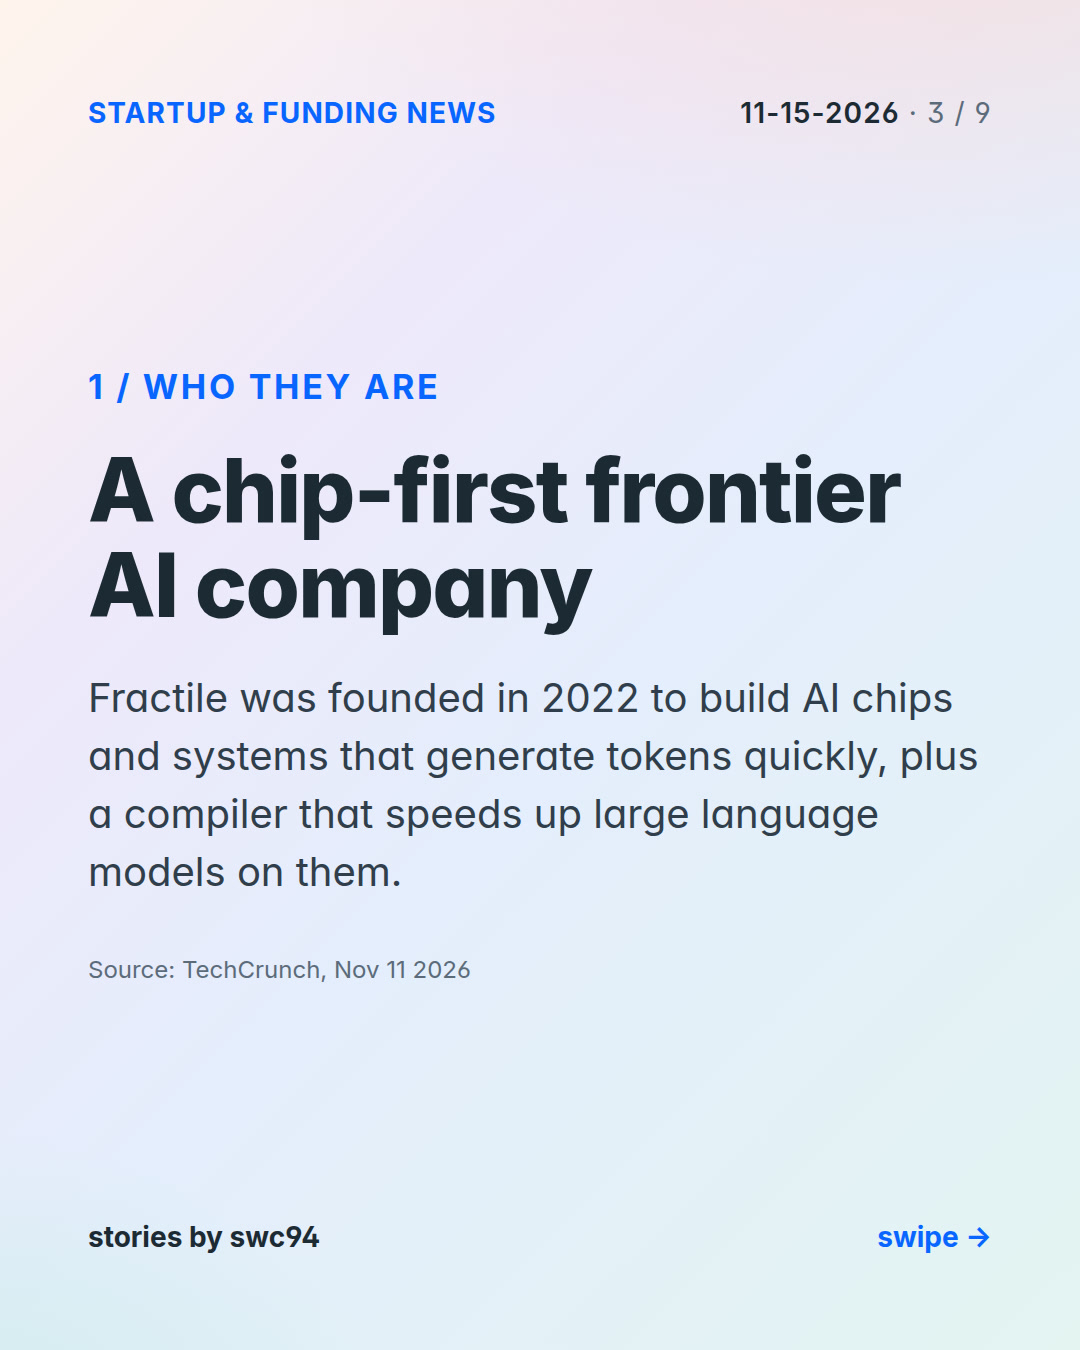 STARTUP & FUNDING NEWS
11-15-2026 · 3 / 9
1 / WHO THEY ARE
A chip-first frontier
AI company
Fractile was founded in 2022 to build AI chips
and systems that generate tokens quickly, plus
a compiler that speeds up large language
models on them.
Source: TechCrunch, Nov 11 2026
stories by swc94
swipe →